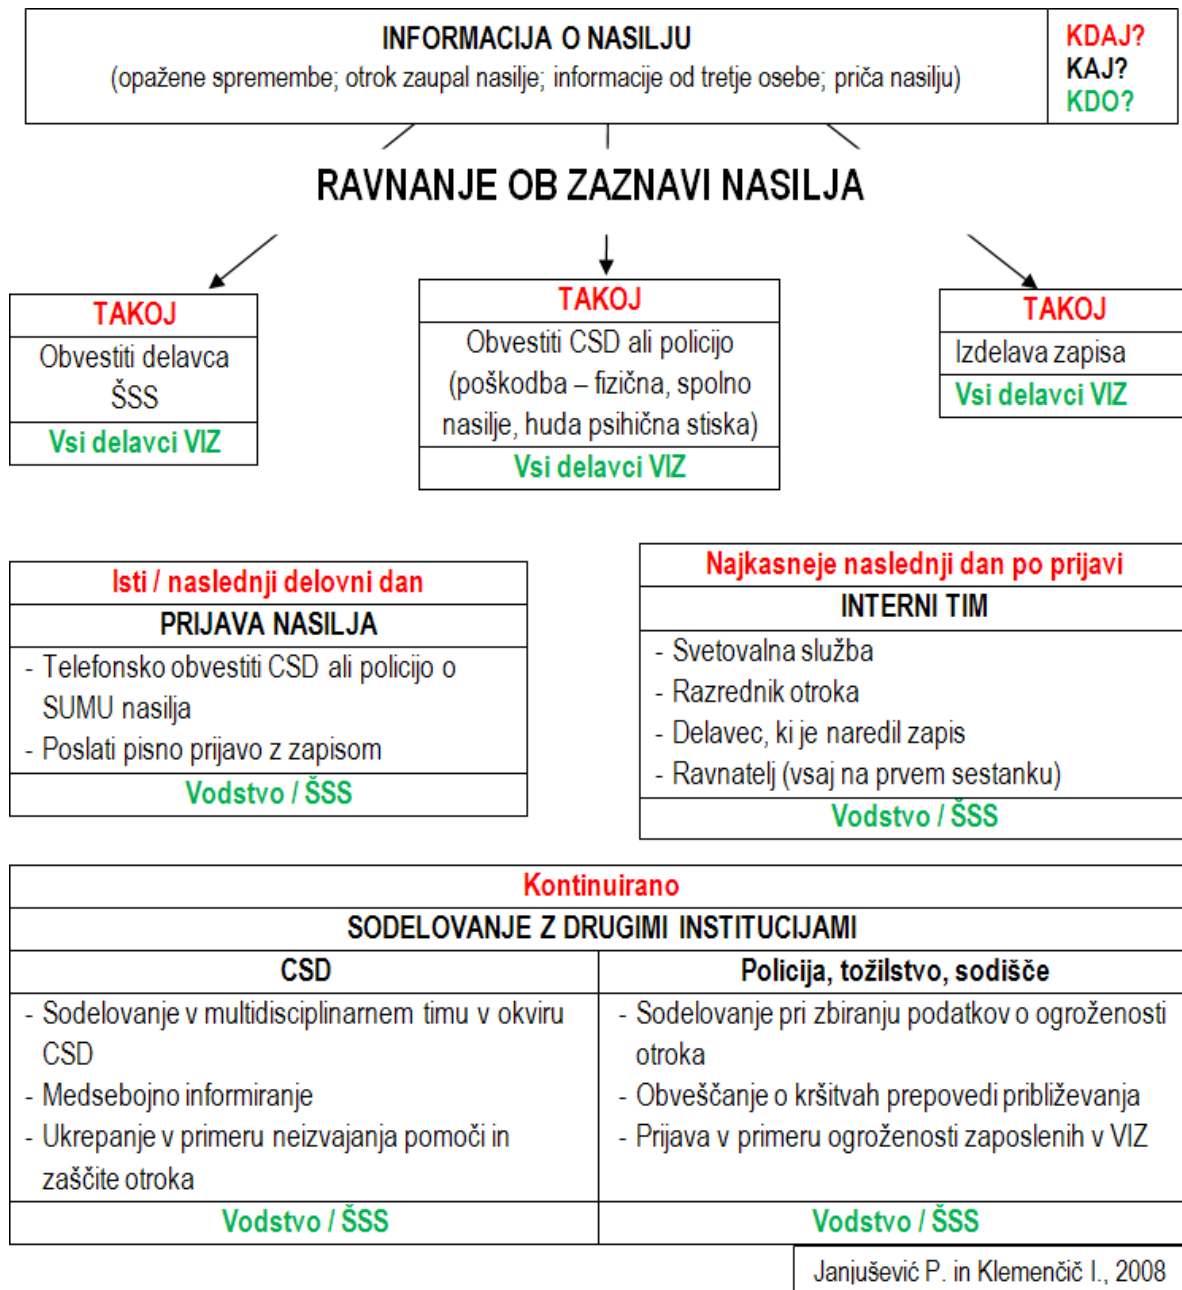 INFORMACIJA O NASILJU
(opažene spremembe; otrok zaupal nasilje; informacije od tretje osebe; priča nasilju)
KDAJ?
KAJ?
KDO?
RAVNANJE OB ZAZNAVI NASILJA
TAKOJ
Obvestiti delavca
ŠSS
Vsi delavci VIZ
TAKOJ
Obvestiti CSD ali policijo
(poškodba – fizična, spolno
nasilje, huda psihična stiska)
Vsi delavci VIZ
TAKOJ
Izdelava zapisa
Vsi delavci VIZ
Isti / naslednji delovni dan
PRIJAVA NASILJA
- Telefonsko obvestiti CSD ali policijo o
SUMU nasilja
- Poslati pisno prijavo z zapisom
Vodstvo / ŠSS
Najkasneje naslednji dan po prijavi
INTERNI TIM
- Svetovalna služba
- Razrednik otroka
- Delavec, ki je naredil zapis
- Ravnatelj (vsaj na prvem sestanku)
Vodstvo / ŠSS
Kontinuirano
SODELOVANJE Z DRUGIMI INSTITUCIJAMI
CSD
- Sodelovanje v multidisciplinarnem timu v okviru
CSD
- Medsebojno informiranje
- Ukrepanje v primeru neizvajanja pomoči in
zaščite otroka
Vodstvo / ŠSS
Policija, tožilstvo, sodišče
- Sodelovanje pri zbiranju podatkov o ogroženosti
otroka
- Obveščanje o kršitvah prepovedi približevanja
- Prijava v primeru ogroženosti zaposlenih v VIZ
Vodstvo / ŠSS
Janjušević P. in Klemenčič I., 2008